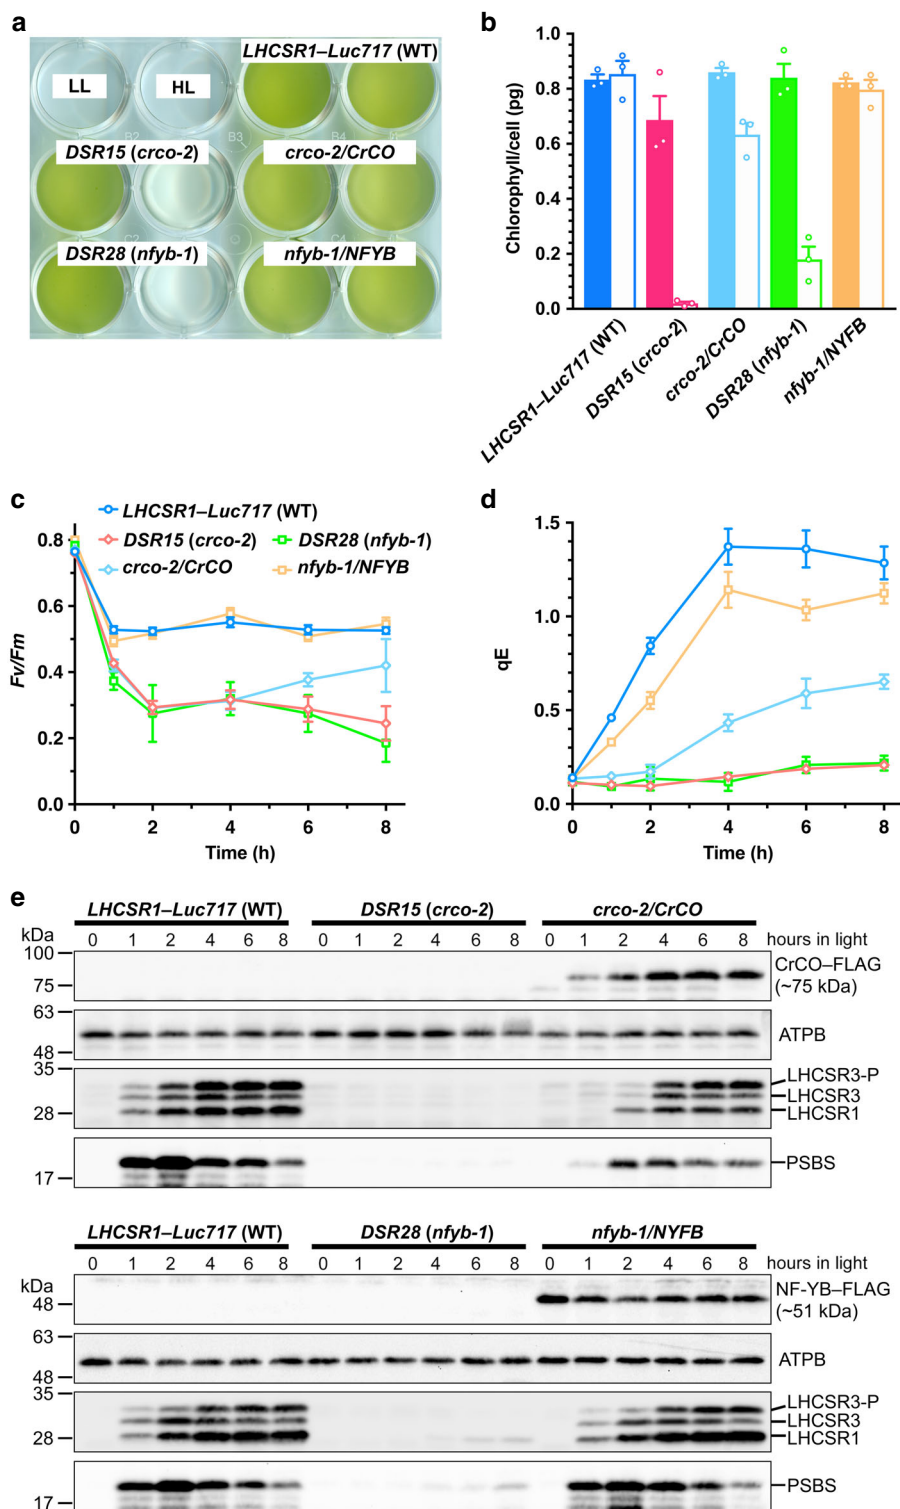 a
LL
HL
LHCSR1–Luc717 (WT)
B2
B3
B4
DSR15 (crco-2)
crco-2/CrCO
C2
C4
DSR28 (nfyb-1)
nfyb-1/NFYB
b
Chlorophyll/cell (pg)
1.0
0.8
0.6
0.4
0.2
0.0
LHCSR1–Luc717 (WT)
DSR15 (crco-2)
crco-2/CrCO
DSR28 (nfyb-1)
nfyb-1/NYFB
c
LHCSR1–Luc717 (WT)
DSR15 (crco-2)
DSR28 (nfyb-1)
crco-2/CrCO
nfyb-1/NFYB
Fv/Fm
0.8
0.6
0.4
0.2
0.0
0 2 4 6 8
Time (h)
d
qE
1.5
1.0
0.5
0.0
0 2 4 6 8
Time (h)
e
LHCSR1–Luc717 (WT)
DSR15 (crco-2)
crco-2/CrCO
kDa
0 1 2 4 6 8 0 1 2 4 6 8 0 1 2 4 6 8 hours in light
100
75
CrCO–FLAG
(~75 kDa)
63
48
ATPB
35
28
LHCSR3-P
LHCSR3
LHCSR1
17
PSBS
LHCSR1–Luc717 (WT)
DSR28 (nfyb-1)
nfyb-1/NYFB
kDa
0 1 2 4 6 8 0 1 2 4 6 8 0 1 2 4 6 8 hours in light
48
NF-YB–FLAG
(~51 kDa)
63
48
ATPB
35
28
LHCSR3-P
LHCSR3
LHCSR1
17
PSBS